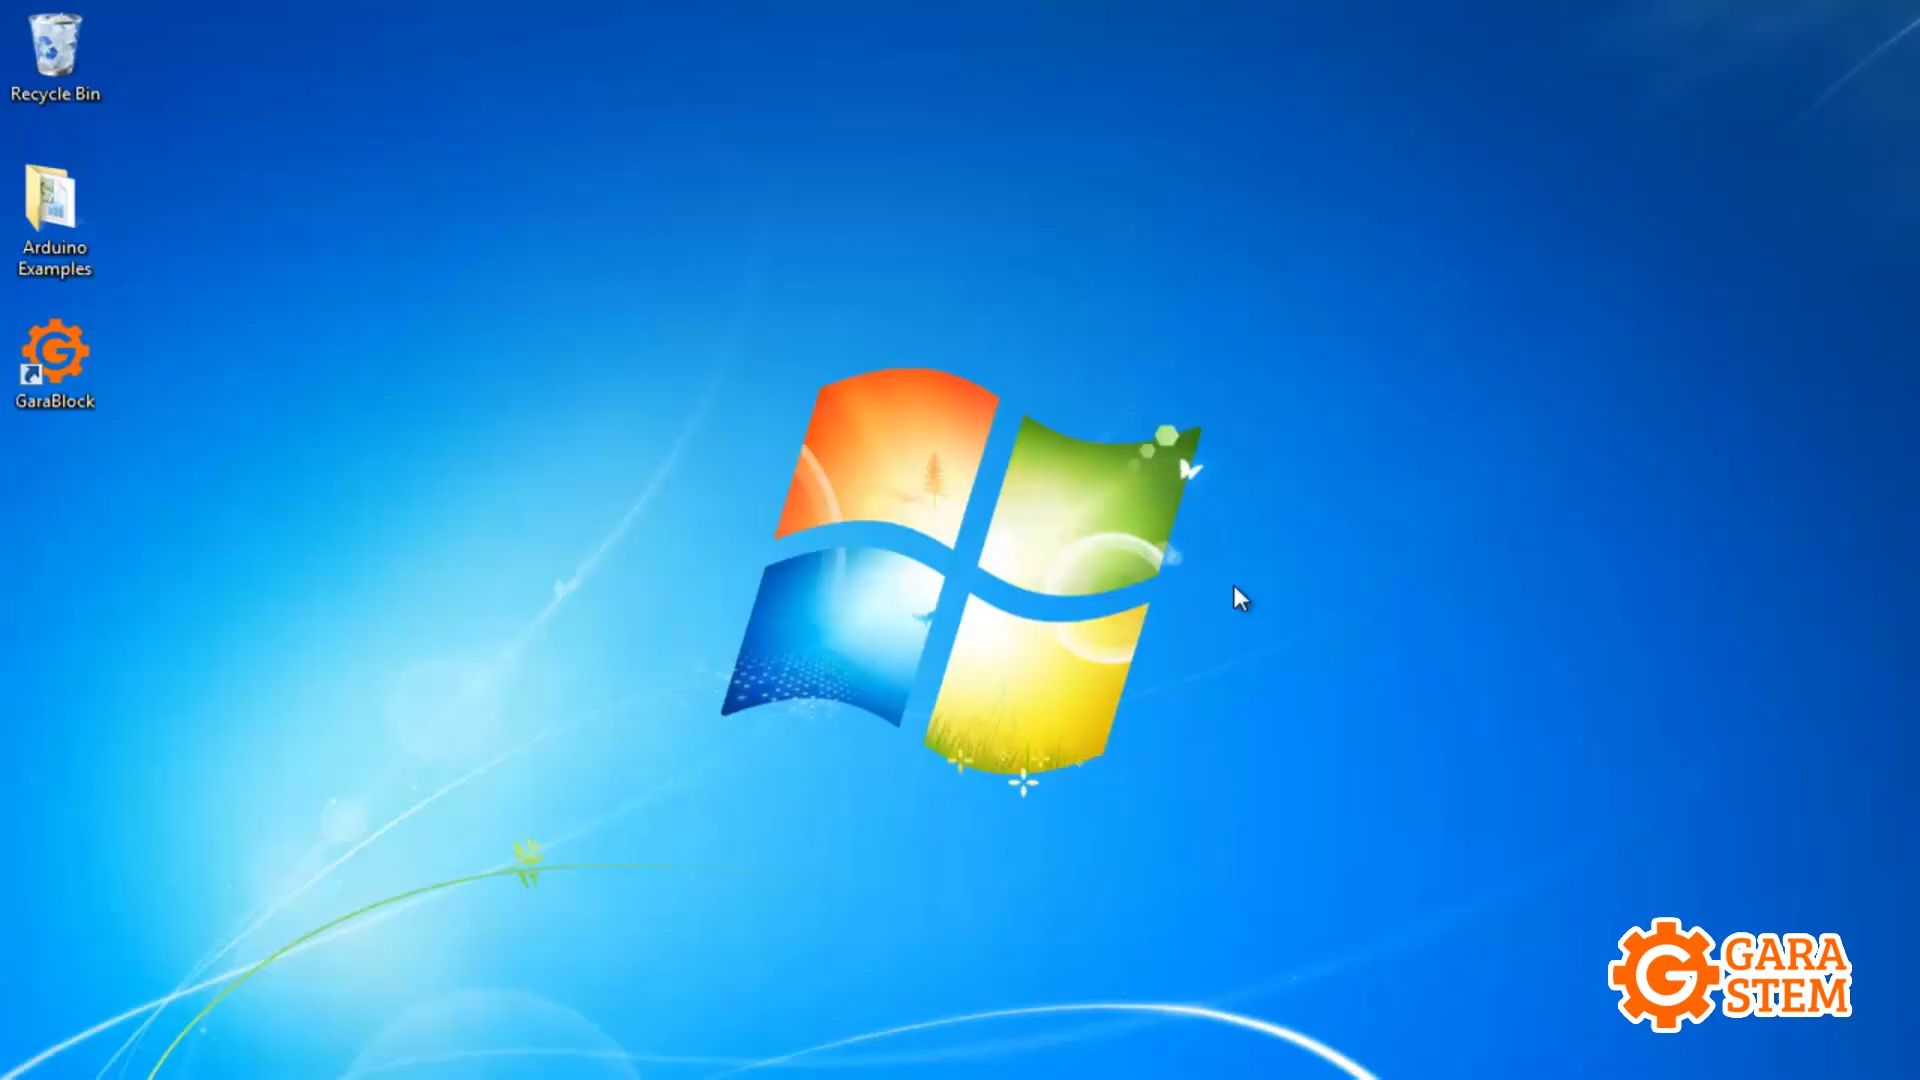 Recycle Bin
Arduino
Examples
GaraBlock
GARA
STEM